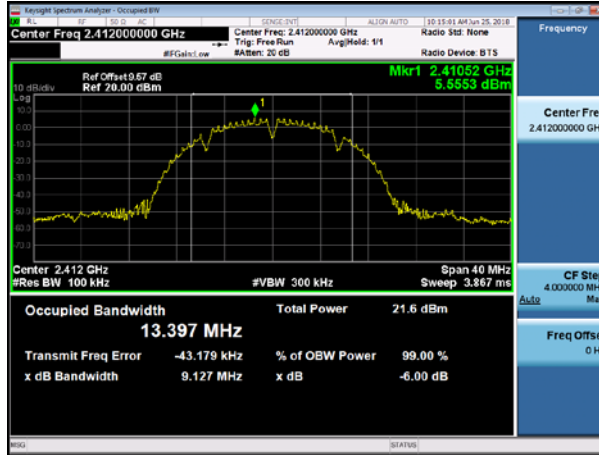 Keysight Spectrum Analyzer - Occupied BW
RL RF 50 Ω AC SENSE:INT ALIGN AUTO 10:15:01 AM Jun 25, 2018
Center Freq 2.412000000 GHz
Center Freq: 2.412000000 GHz
Radio Std: None
Trig: Free Run Avg|Hold: 1/1
#IFGain:Low #Atten: 20 dB Radio Device: BTS
Frequency
Ref Offset 9.57 dB
10 dB/div Ref 20.00 dBm
Mkr1 2.41052 GHz
5.5553 dBm
Log
10.0
0.00
-10.0
-20.0
-30.0
-40.0
-50.0
-60.0
-70.0
1
Center 2.412 GHz Span 40 MHz
#Res BW 100 kHz #VBW 300 kHz Sweep 3.867 ms
Occupied Bandwidth Total Power 21.6 dBm
13.397 MHz
Transmit Freq Error -43.179 kHz % of OBW Power 99.00 %
x dB Bandwidth 9.127 MHz x dB -6.00 dB
Center Fre
2.412000000 GH
CF Ste
4.000000 MH
Auto Ma
Freq Offs
0 H
MSG STATUS